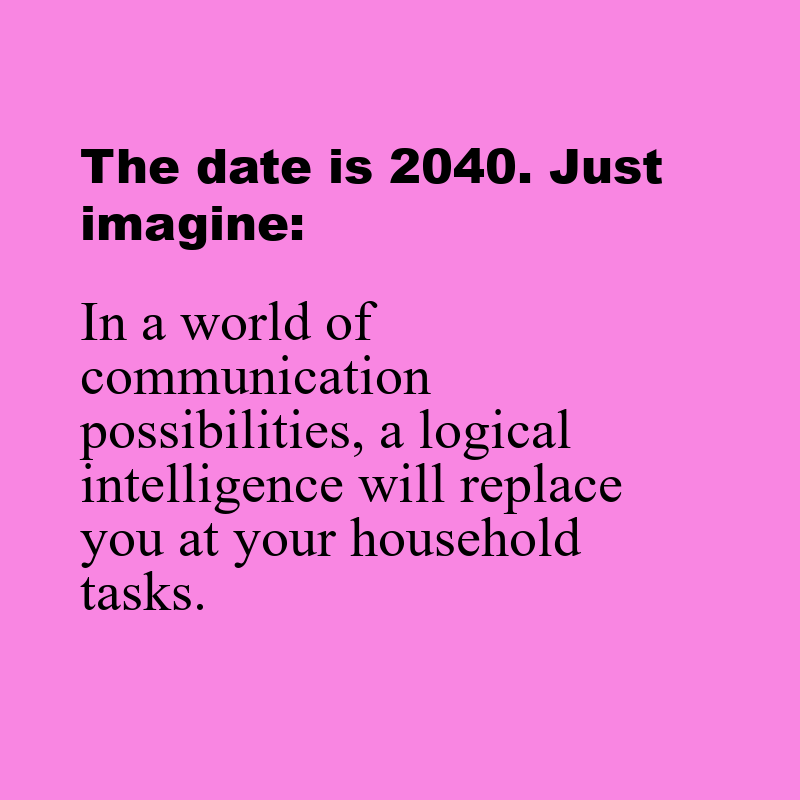 The date is 2040. Just
imagine:
In a world of
communication
possibilities, a logical
intelligence will replace
you at your household
tasks.